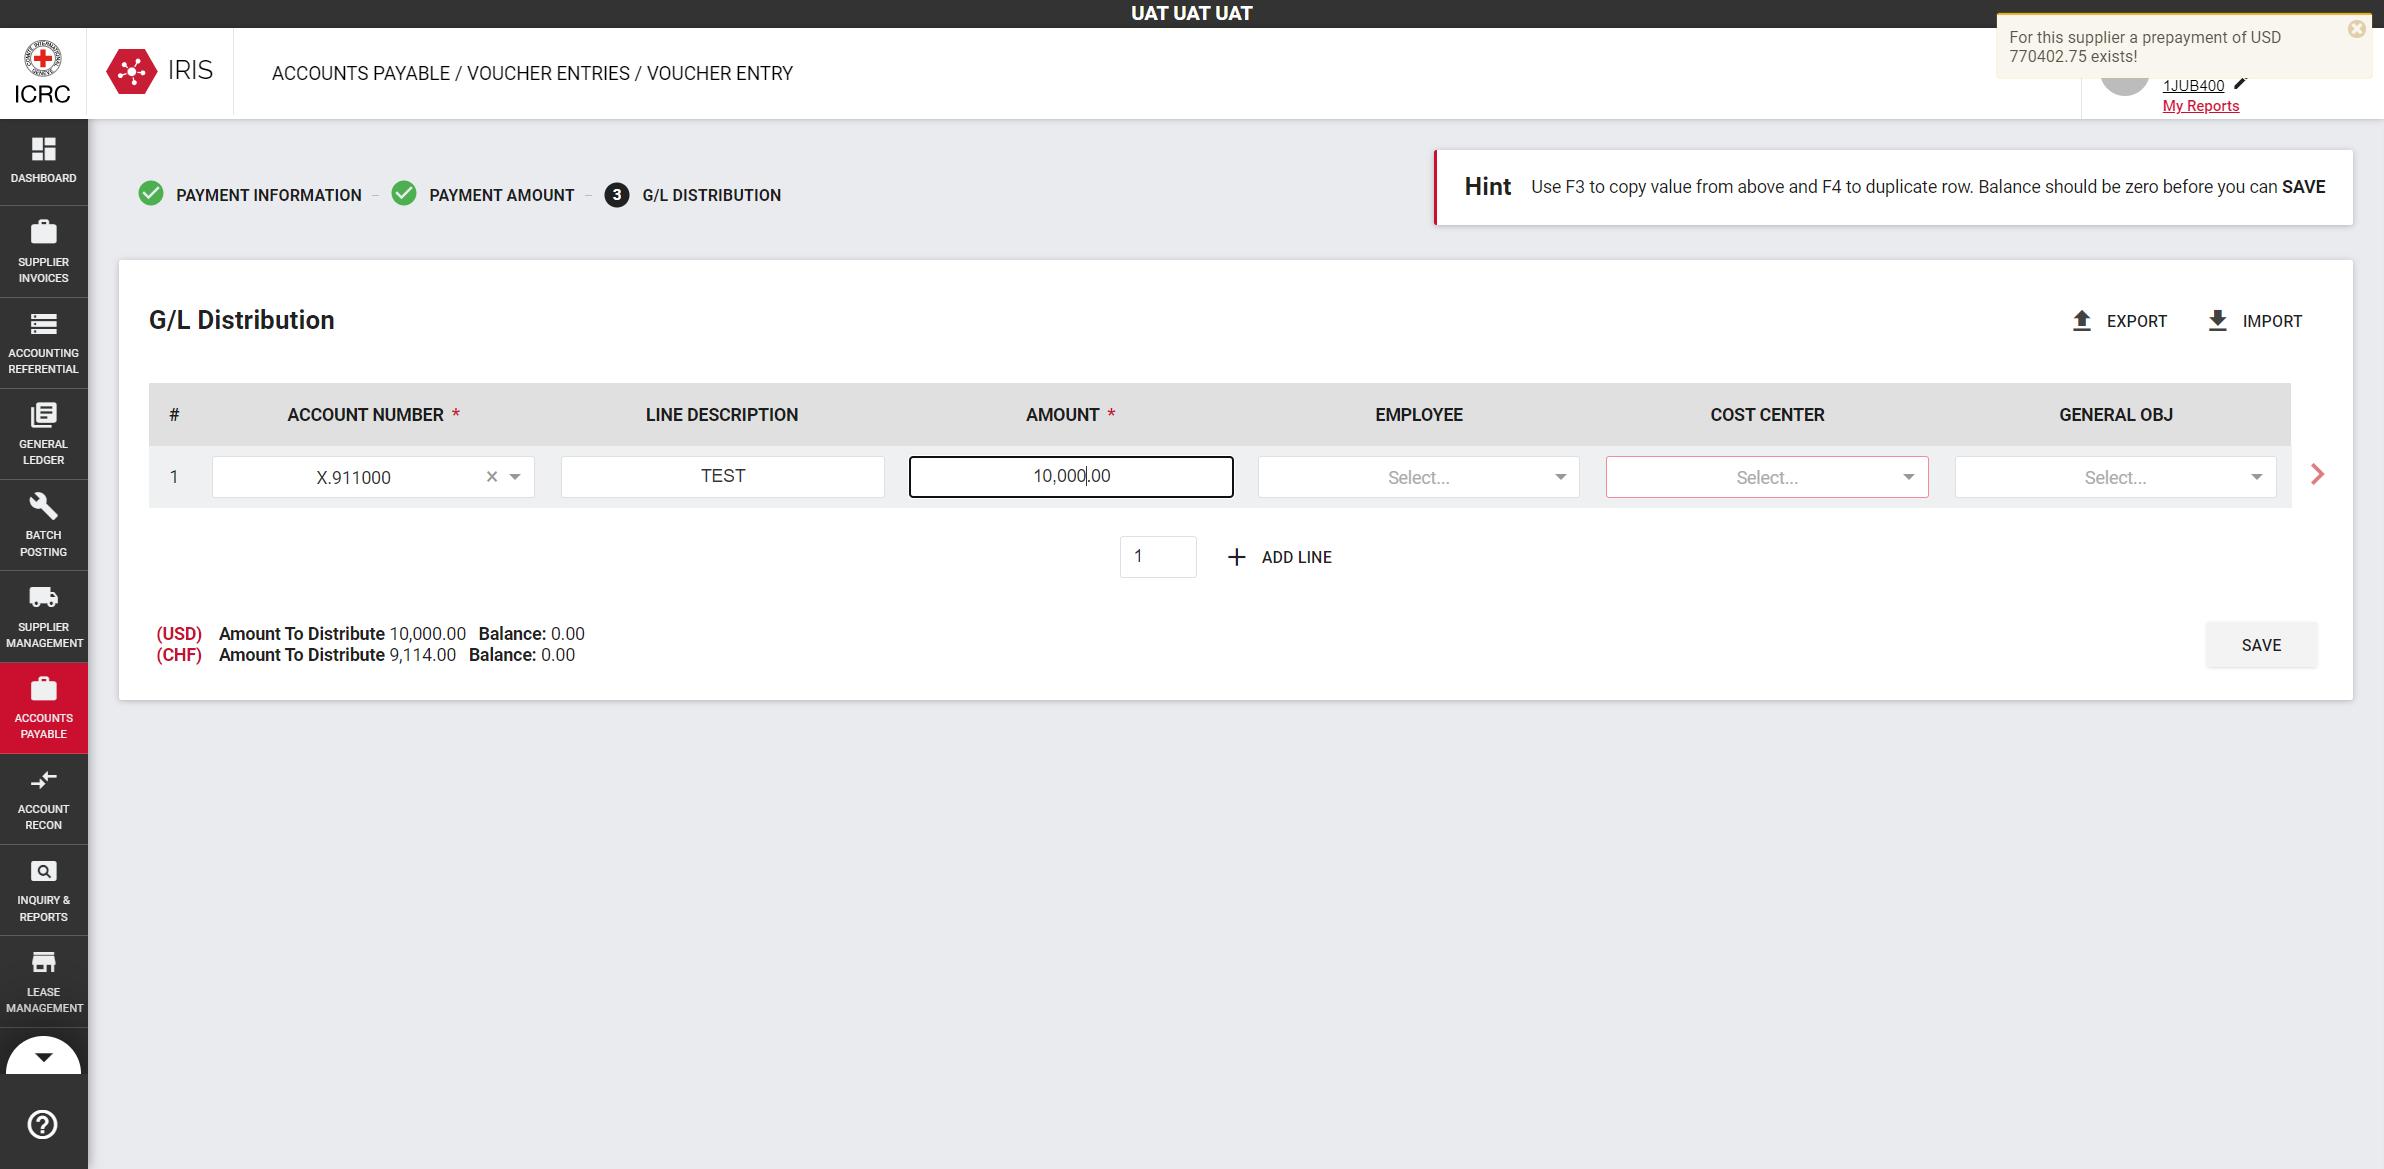 UAT UAT UAT
For this supplier a prepayment of USD
770402.75 exists!
ICRC
IRIS
ACCOUNTS PAYABLE / VOUCHER ENTRIES / VOUCHER ENTRY
1JUB400
My Reports
DASHBOARD
SUPPLIER
INVOICES
ACCOUNTING
REFERENTIAL
GENERAL
LEDGER
BATCH
POSTING
SUPPLIER
MANAGEMENT
ACCOUNTS
PAYABLE
ACCOUNT
RECON
INQUIRY &
REPORTS
LEASE
MANAGEMENT
PAYMENT INFORMATION – PAYMENT AMOUNT – 3 G/L DISTRIBUTION
Hint Use F3 to copy value from above and F4 to duplicate row. Balance should be zero before you can SAVE
G/L Distribution
EXPORT IMPORT
# ACCOUNT NUMBER * LINE DESCRIPTION AMOUNT * EMPLOYEE COST CENTER GENERAL OBJ
1 X.911000 TEST 10,000.00 Select... Select... Select...
1 + ADD LINE
(USD) Amount To Distribute 10,000.00 Balance: 0.00
(CHF) Amount To Distribute 9,114.00 Balance: 0.00
SAVE